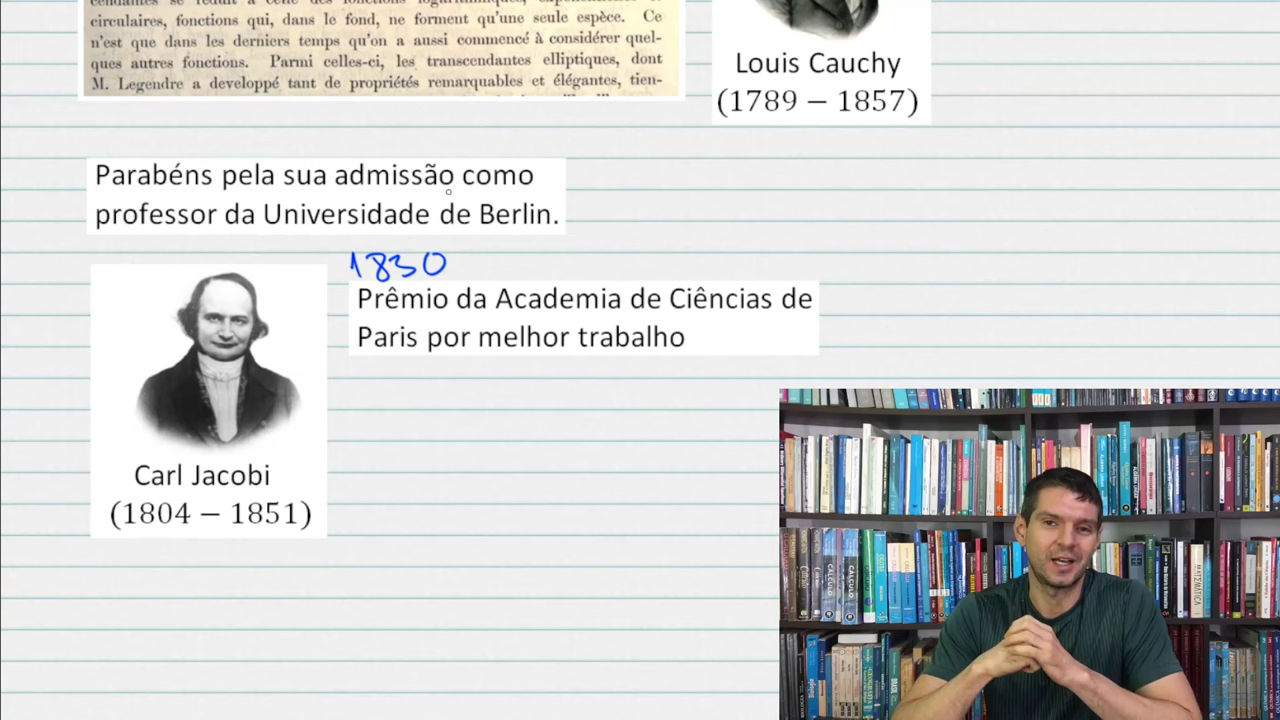 circulaires, fonctions qui, dans le fond, ne forment qu'une seule espèce. Ce
n'est que dans les derniers temps qu'on a aussi commencé à considérer quel-
ques autres fonctions. Parmi celles-ci, les transcendantes elliptiques, dont
M. Legendre a developpé tant de propriétés remarquables et élégantes, tien-
Louis Cauchy
(1789 – 1857)
Parabéns pela sua admissão como
professor da Universidade de Berlin.
1830
Prêmio da Academia de Ciências de
Paris por melhor trabalho
Carl Jacobi
(1804 – 1851)
CÁLCULO
CÁLCULO
MATEMÁTICA